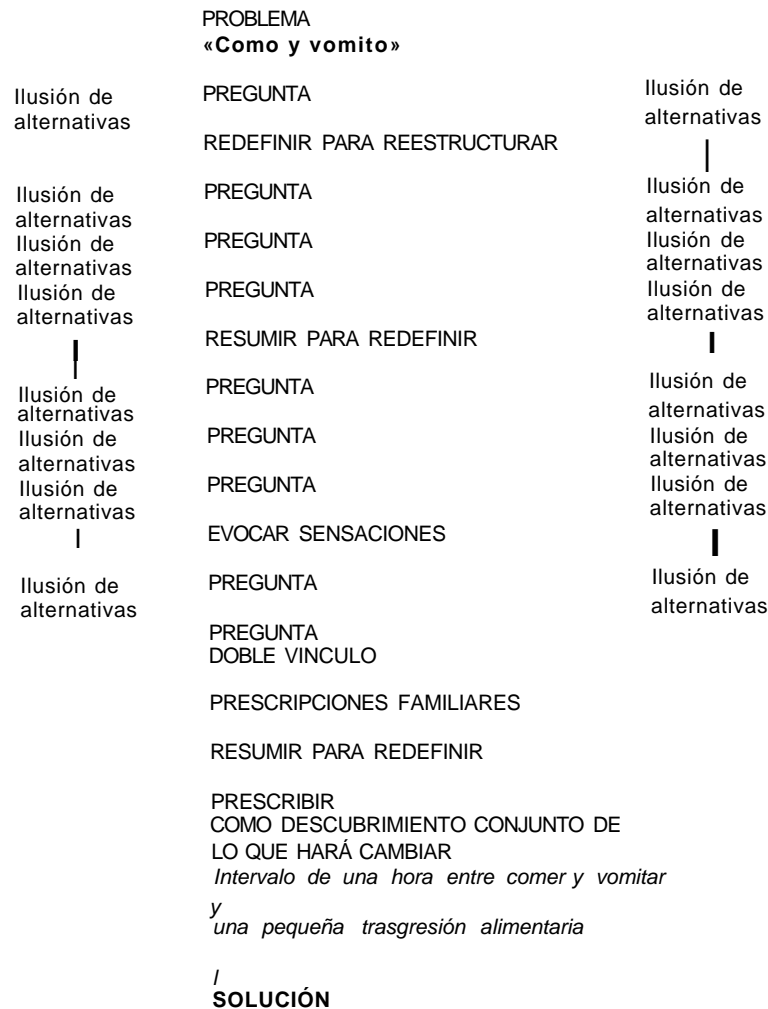 PROBLEMA
«Como y vomito»
Ilusión de
alternativas
PREGUNTA
Ilusión de
alternativas
REDEFINIR PARA REESTRUCTURAR
Ilusión de
alternativas
PREGUNTA
Ilusión de
alternativas
Ilusión de
alternativas
PREGUNTA
Ilusión de
alternativas
Ilusión de
alternativas
PREGUNTA
Ilusión de
alternativas
RESUMIR PARA REDEFINIR
Ilusión de
alternativas
PREGUNTA
Ilusión de
alternativas
Ilusión de
alternativas
PREGUNTA
Ilusión de
alternativas
Ilusión de
alternativas
PREGUNTA
Ilusión de
alternativas
EVOCAR SENSACIONES
Ilusión de
alternativas
PREGUNTA
Ilusión de
alternativas
PREGUNTA
DOBLE VINCULO
PRESCRIPCIONES FAMILIARES
RESUMIR PARA REDEFINIR
PRESCRIBIR
COMO DESCUBRIMIENTO CONJUNTO DE
LO QUE HARÁ CAMBIAR
Intervalo de una hora entre comer y vomitar
y
una pequeña trasgresión alimentaria
SOLUCIÓN